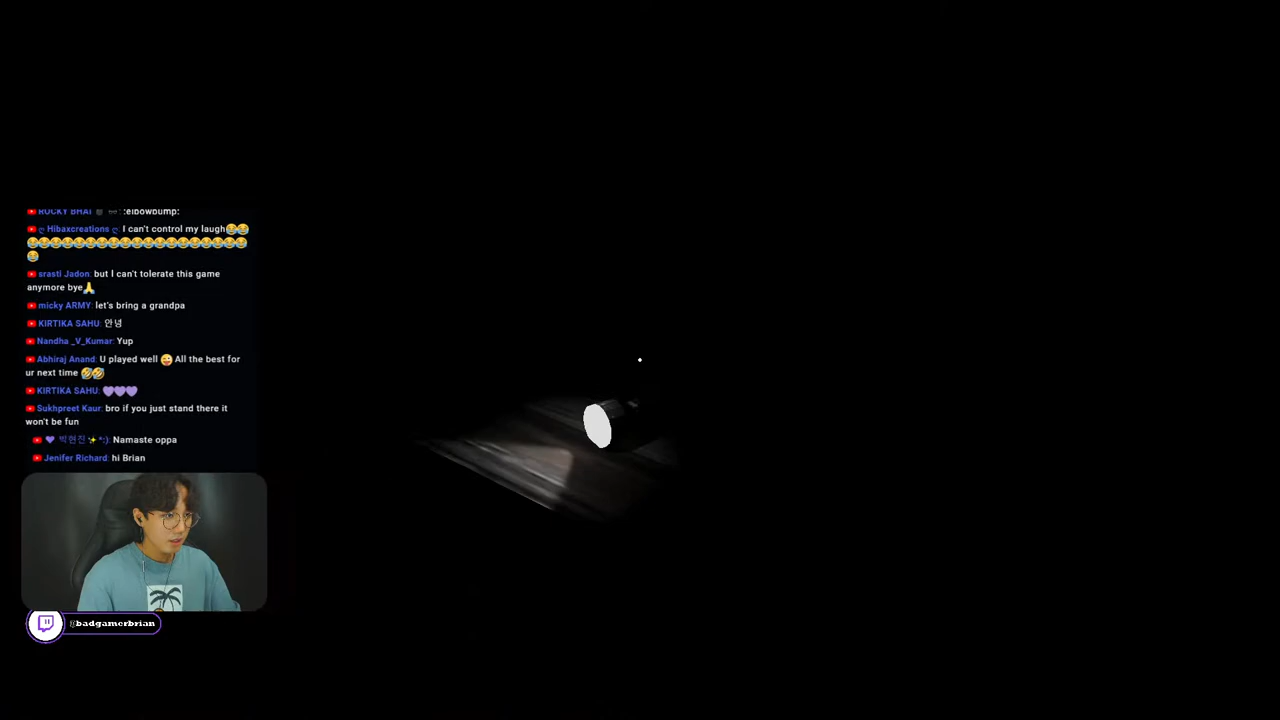 ROCKY BHAI : :elbowbump:
ღ Hibaxcreations ღ: I can't control my laugh😂😂
😂😂😂😂😂😂😂😂😂😂😂😂😂😂😂😂😂😂😂
😂
srasti Jadon: but I can't tolerate this game
anymore bye🙏
micky ARMY: let's bring a grandpa
KIRTIKA SAHU: 안녕
Nandha _V_Kumar: Yup
Abhiraj Anand: U played well 😜 All the best for
ur next time 🤣🤣
KIRTIKA SAHU: 💜💜💜
Sukhpreet Kaur: bro if you just stand there it
won't be fun
💜 박현진✨*:): Namaste oppa
Jenifer Richard: hi Brian
@badgamerbrian